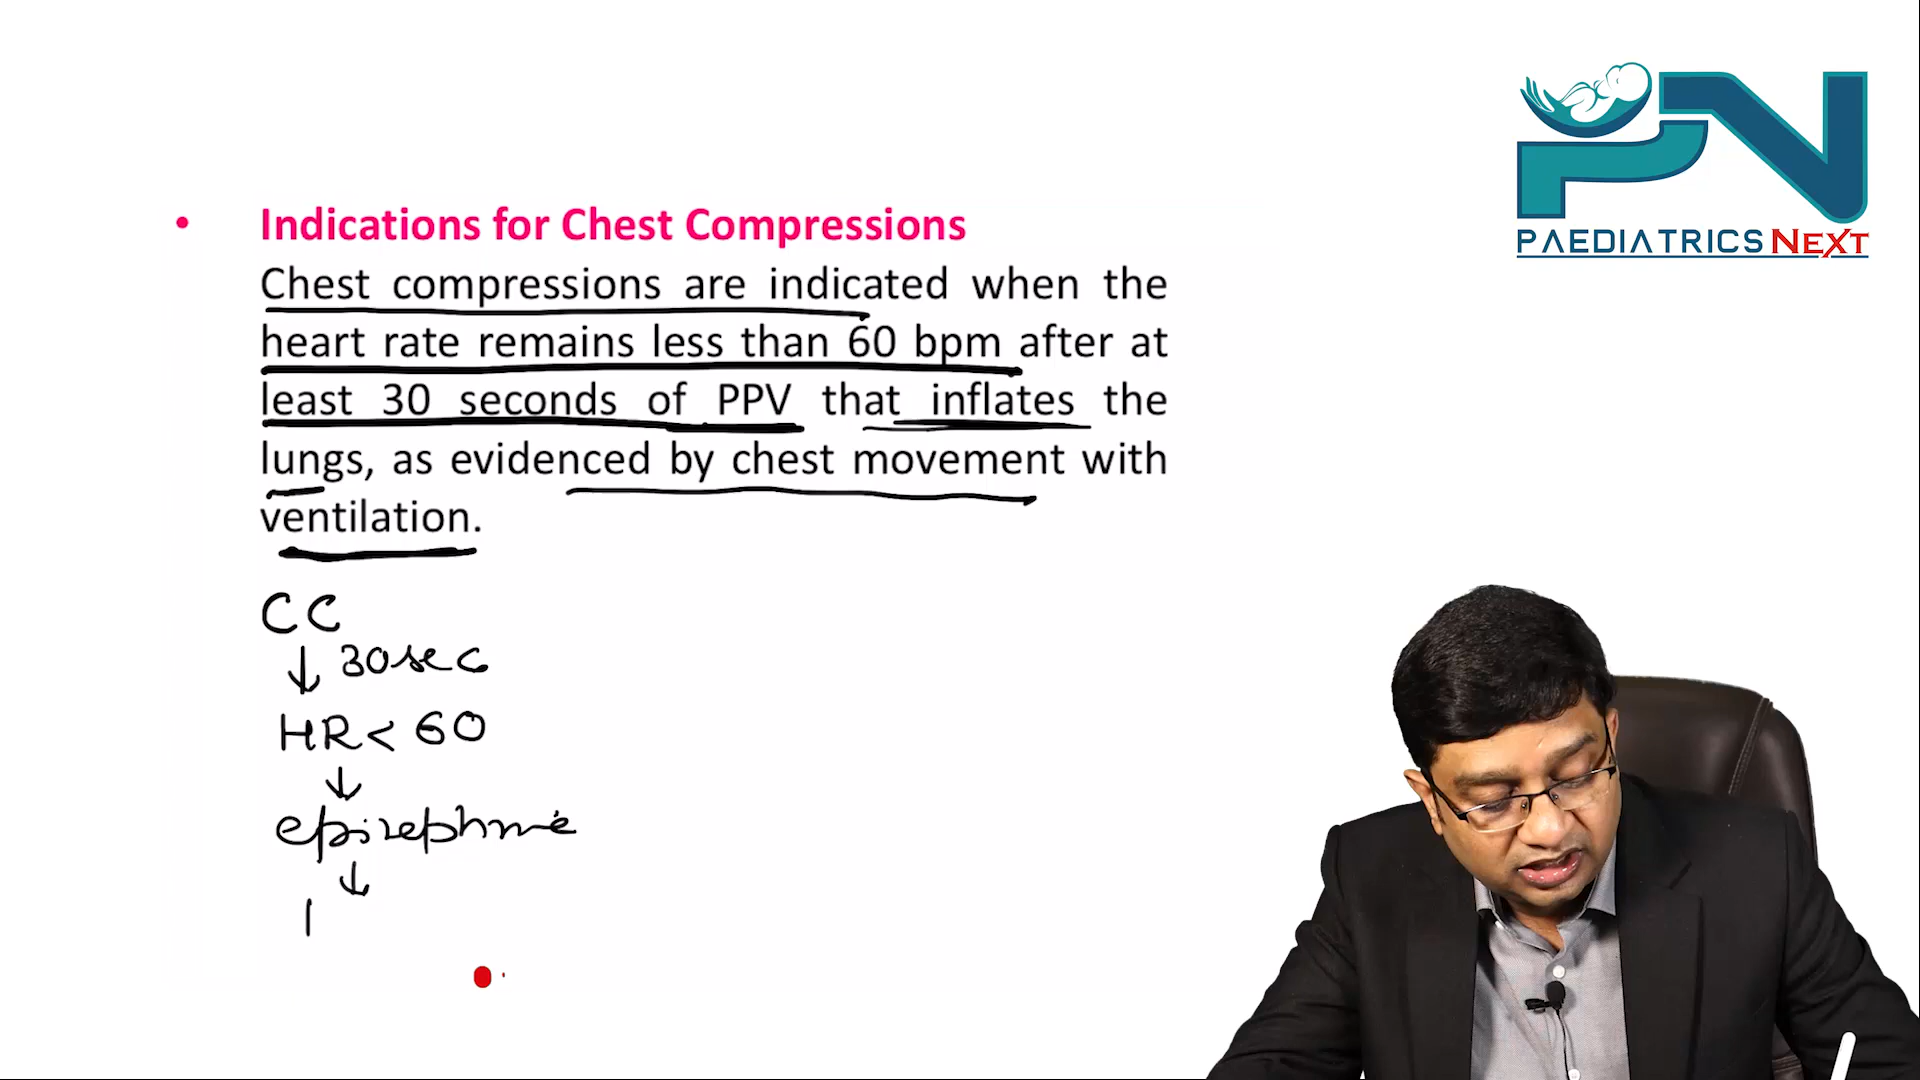 PAEDIATRICS NEXT
• Indications for Chest Compressions
Chest compressions are indicated when the
heart rate remains less than 60 bpm after at
least 30 seconds of PPV that inflates the
lungs, as evidenced by chest movement with
ventilation.
CC
↓ 30sec
HR < 60
↓
epinephrine
↓